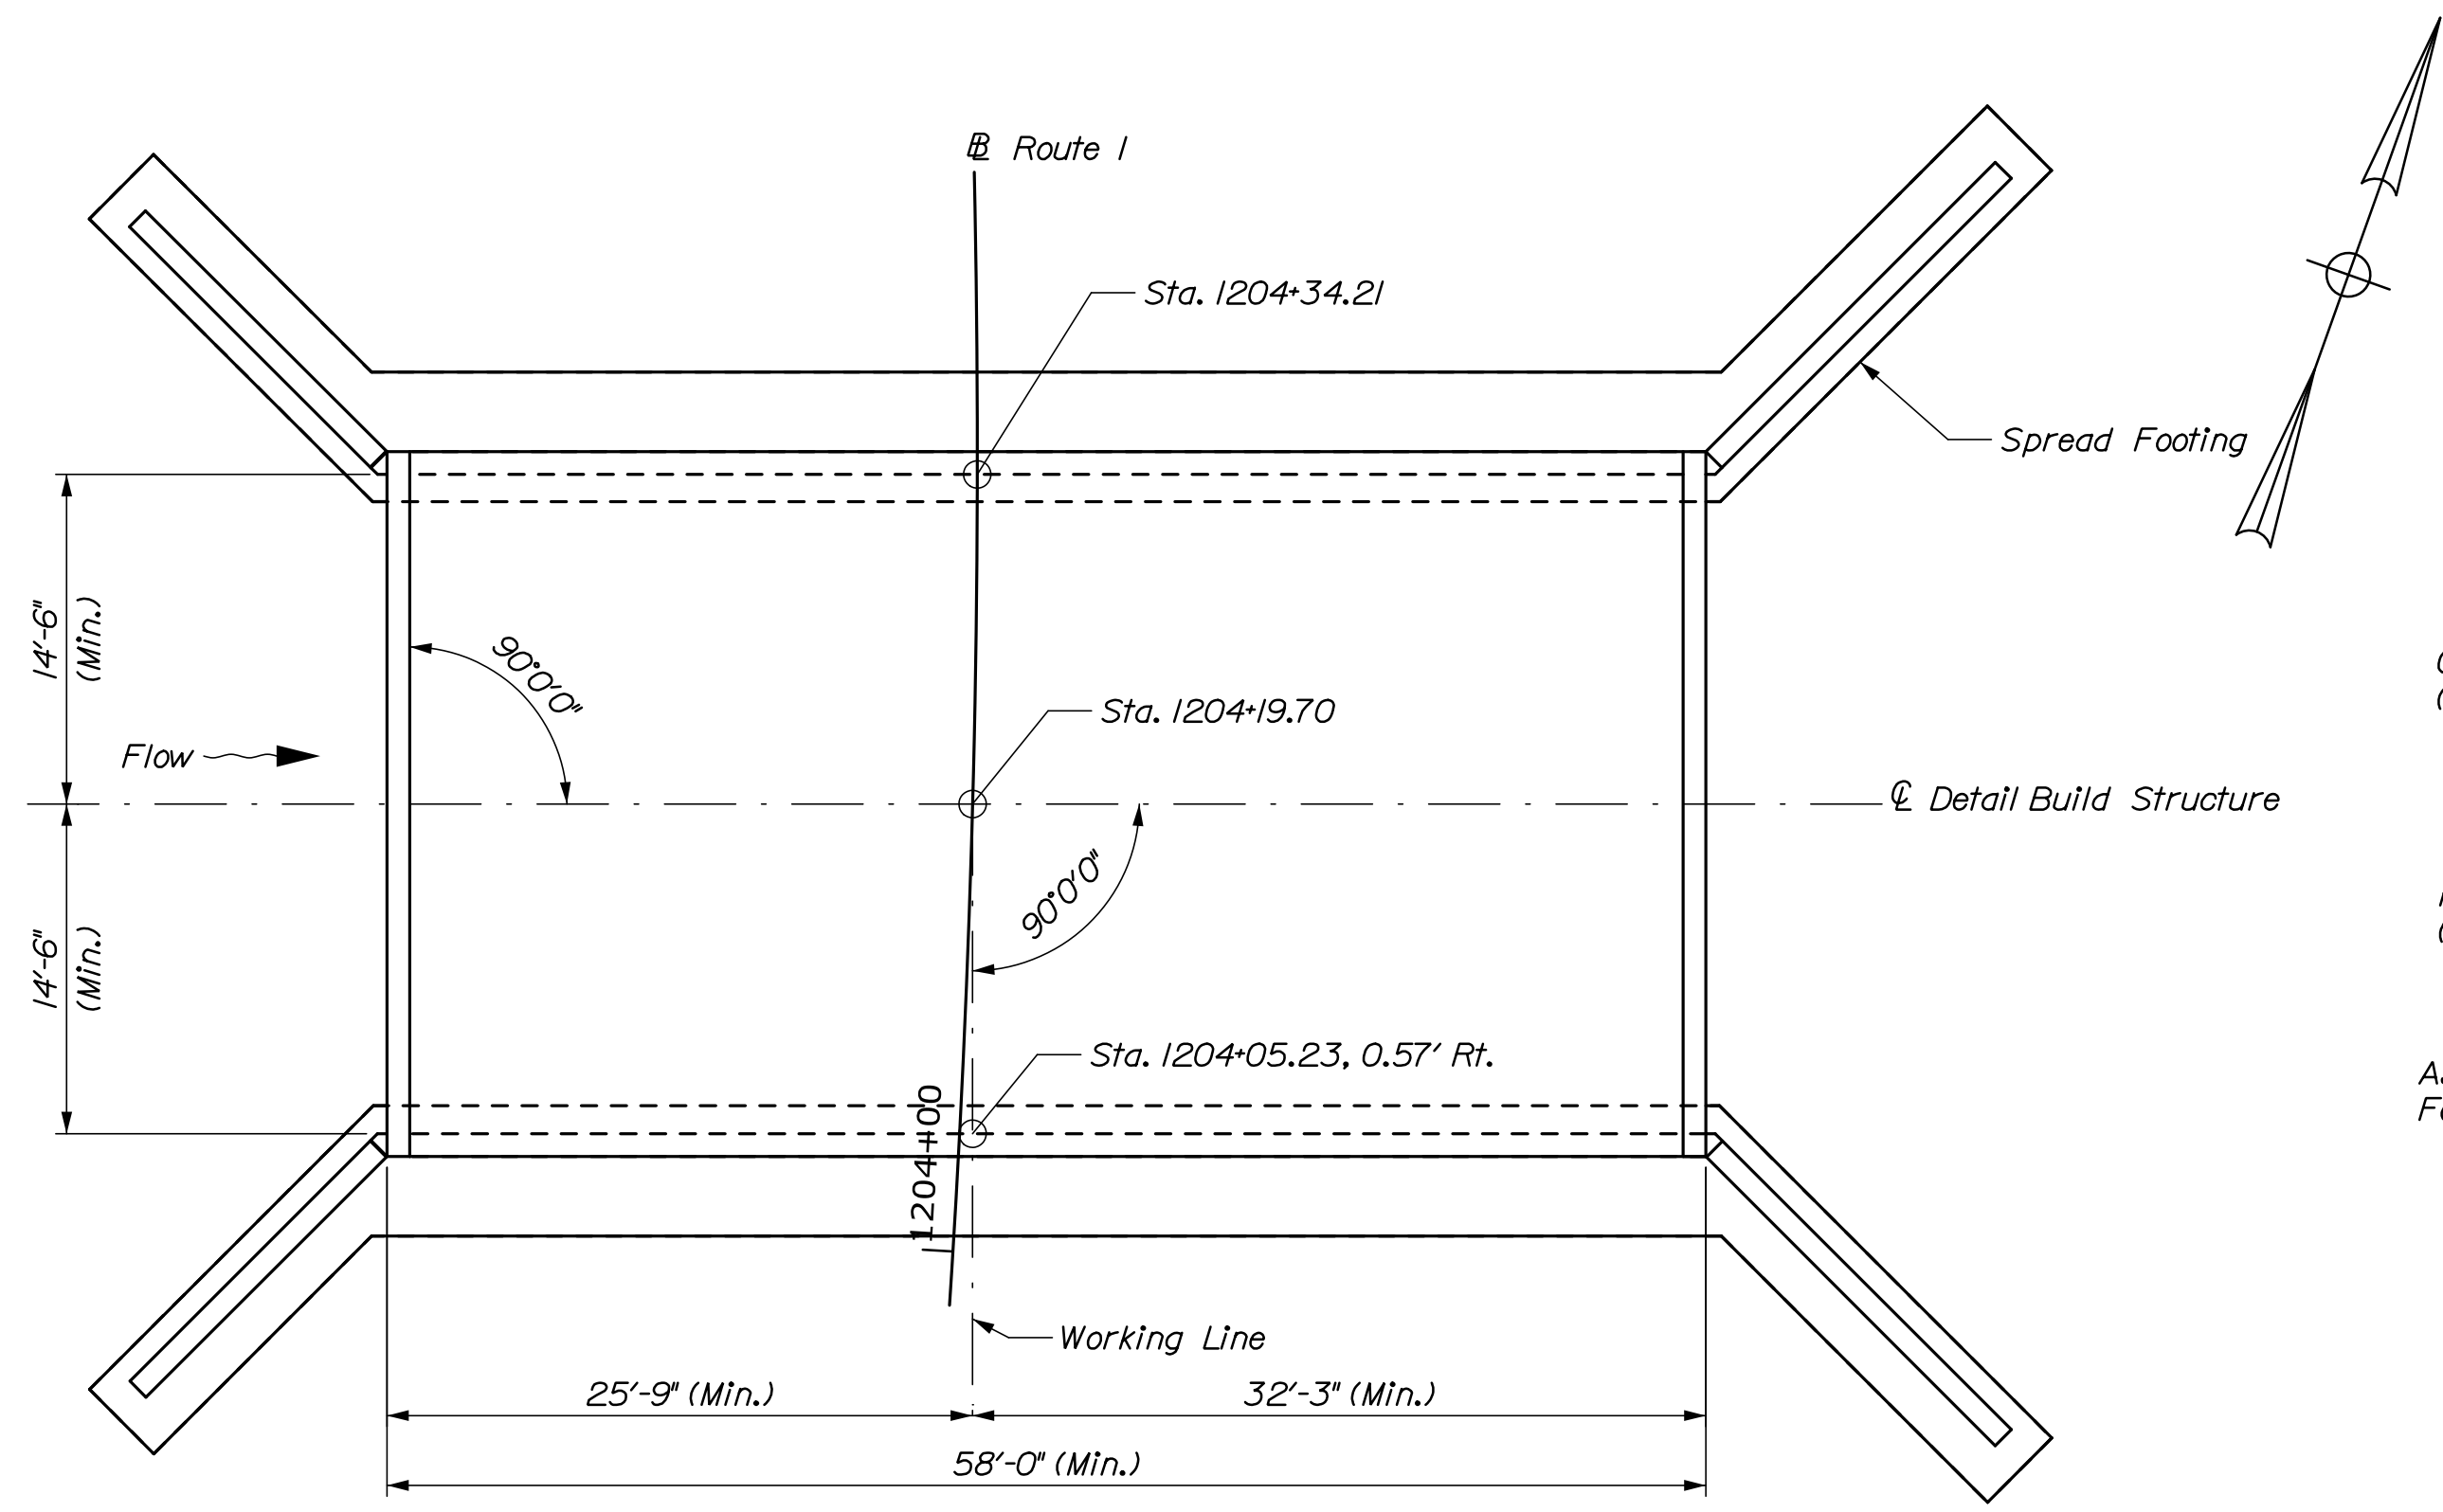 ℄ Route 1
Sta. 1204+34.21
Spread Footing
14'-6"
(Min.)
90°0'0"
Sta. 1204+19.70
Flow
℄ Detail Build Structure
90°0'0"
14'-6"
(Min.)
Sta. 1204+05.23, 0.57' Rt.
1204+00
Working Line
25'-9" (Min.)
32'-3" (Min.)
58'-0" (Min.)